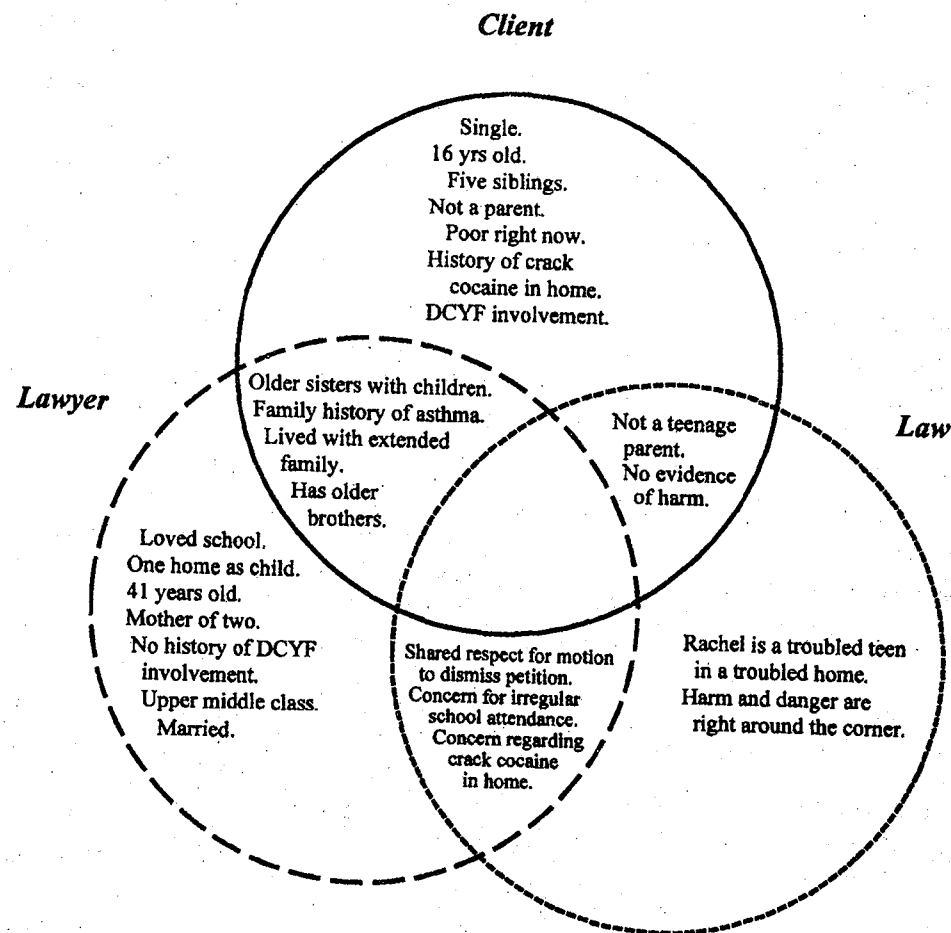 Client
Single.
16 yrs old.
Five siblings.
Not a parent.
Poor right now.
History of crack
cocaine in home.
DCYF involvement.
Lawyer
Older sisters with children.
Family history of asthma.
Lived with extended
family.
Has older
brothers.
Law
Not a teenage
parent.
No evidence
of harm.
Loved school.
One home as child.
41 years old.
Mother of two.
No history of DCYF
involvement.
Upper middle class.
Married.
Shared respect for motion
to dismiss petition.
Concern for irregular
school attendance.
Concern regarding
crack cocaine
in home.
Rachel is a troubled teen
in a troubled home.
Harm and danger are
right around the corner.